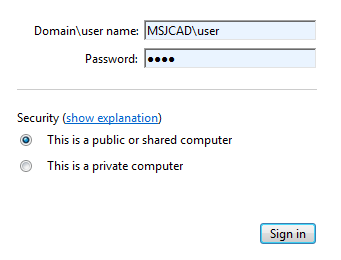 Domain\user name: MSJCAD\user
Password: ●●●●
Security (show explanation)
This is a public or shared computer
This is a private computer
Sign in